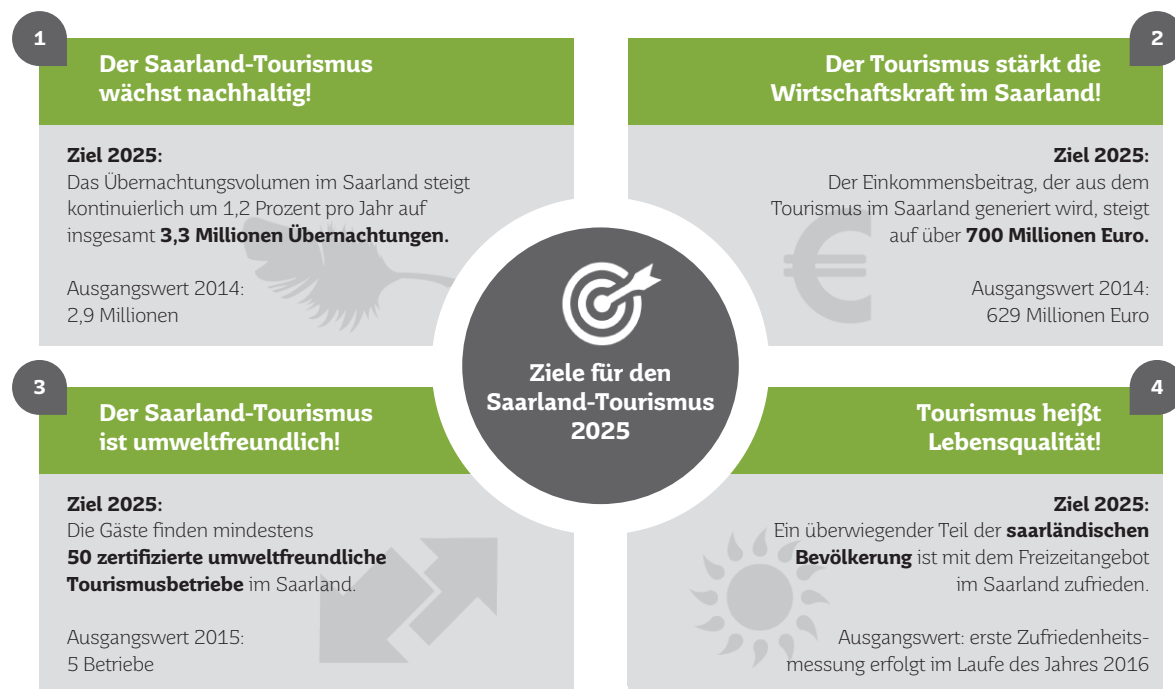 1
Der Saarland-Tourismus
wächst nachhaltig!
Ziel 2025:
Das Übernachtungsvolumen im Saarland steigt
kontinuierlich um 1,2 Prozent pro Jahr auf
insgesamt 3,3 Millionen Übernachtungen.
Ausgangswert 2014:
2,9 Millionen
2
Der Tourismus stärkt die
Wirtschaftskraft im Saarland!
Ziel 2025:
Der Einkommensbeitrag, der aus dem
Tourismus im Saarland generiert wird, steigt
auf über 700 Millionen Euro.
Ausgangswert 2014:
629 Millionen Euro
€
Ziele für den
Saarland-Tourismus
2025
3
Der Saarland-Tourismus
ist umweltfreundlich!
Ziel 2025:
Die Gäste finden mindestens
50 zertifizierte umweltfreundliche
Tourismusbetriebe im Saarland.
Ausgangswert 2015:
5 Betriebe
4
Tourismus heißt
Lebensqualität!
Ziel 2025:
Ein überwiegender Teil der saarländischen
Bevölkerung ist mit dem Freizeitangebot
im Saarland zufrieden.
Ausgangswert: erste Zufriedenheits-
messung erfolgt im Laufe des Jahres 2016